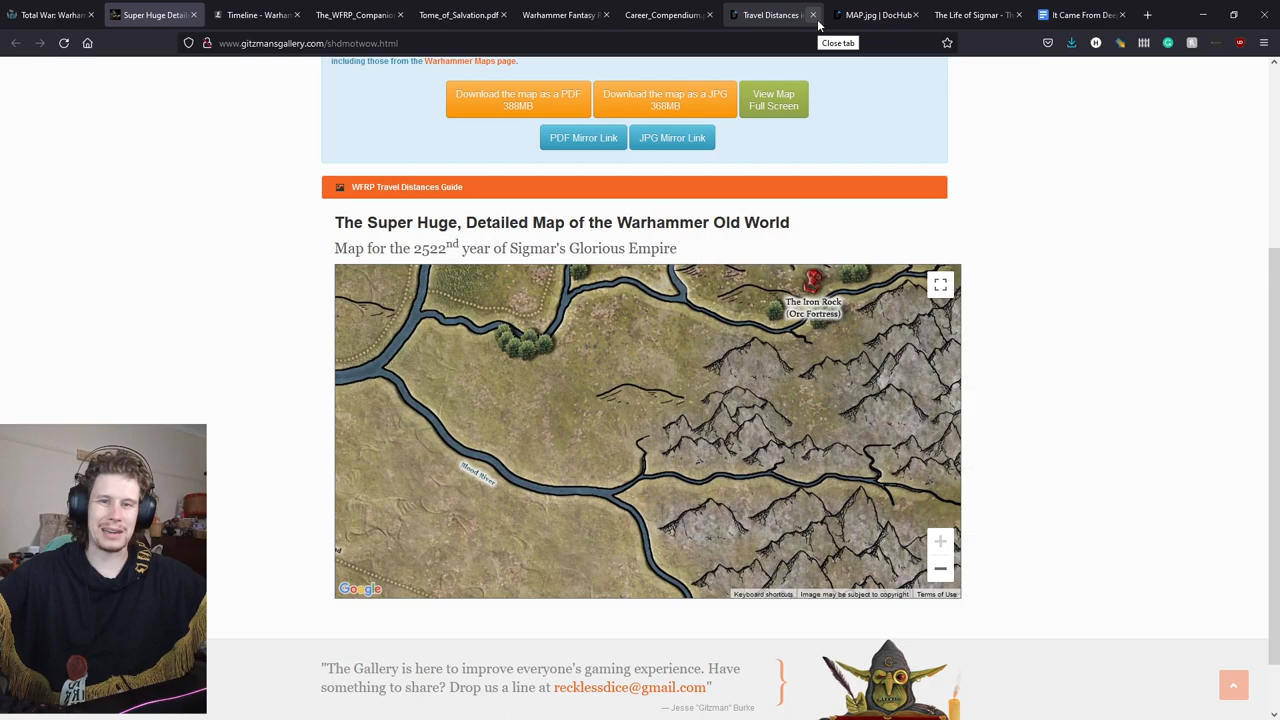 Total War: Warham
Super Huge Detail
Timeline - Warham
The_WFRP_Companio
Tome_of_Salvation.pdf
Warhammer Fantasy R
Career_Compendium.
Travel Distances i
MAP.jpg | DocHub
The Life of Sigmar - Th
It Came From Deep
www.gitzmansgallery.com/shdmotwow.html
Close tab
including those from the Warhammer Maps page.
Download the map as a PDF
388MB
Download the map as a JPG
368MB
View Map
Full Screen
PDF Mirror Link
JPG Mirror Link
WFRP Travel Distances Guide
The Super Huge, Detailed Map of the Warhammer Old World
Map for the 2522nd year of Sigmar's Glorious Empire
The Iron Rock
(Orc Fortress)
Blood River
Google
Keyboard shortcuts
Image may be subject to copyright
Terms of Use
"The Gallery is here to improve everyone's gaming experience. Have
something to share? Drop us a line at recklessdice@gmail.com"
— Jesse "Gitzman" Burke